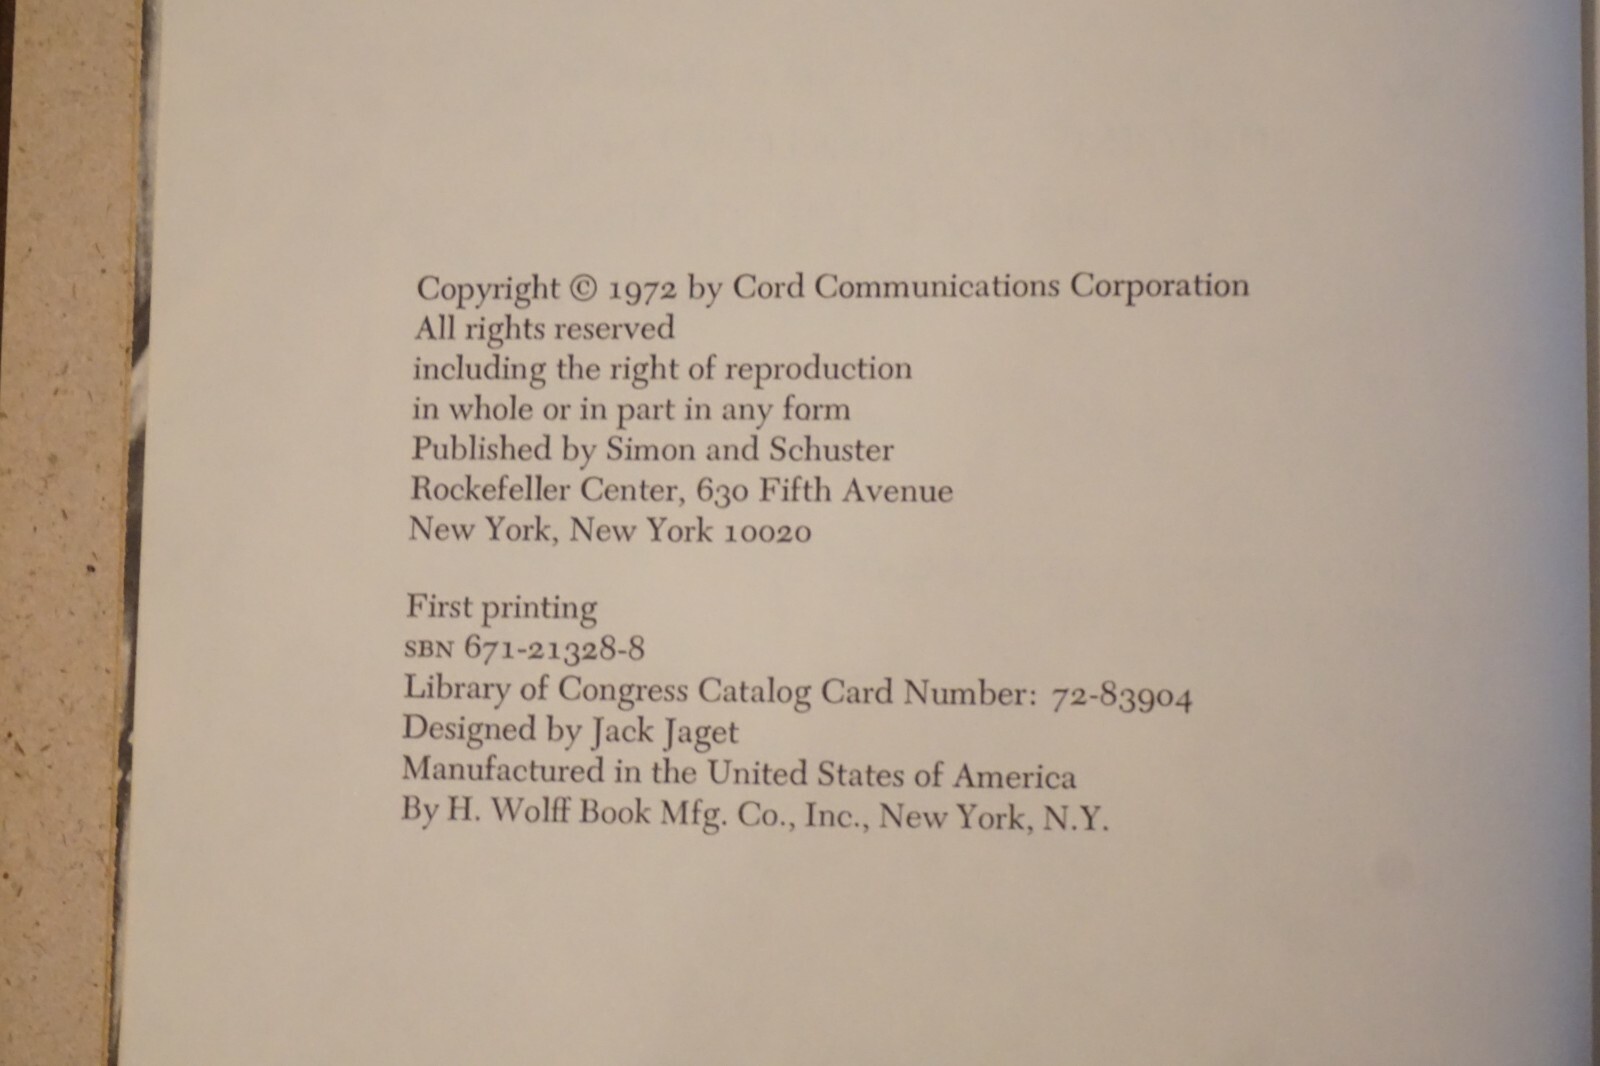 Copyright © 1972 by Cord Communications Corporation
All rights reserved
including the right of reproduction
in whole or in part in any form
Published by Simon and Schuster
Rockefeller Center, 630 Fifth Avenue
New York, New York 10020
First printing
SBN 671-21328-8
Library of Congress Catalog Card Number: 72-83904
Designed by Jack Jaget
Manufactured in the United States of America
By H. Wolff Book Mfg. Co., Inc., New York, N.Y.